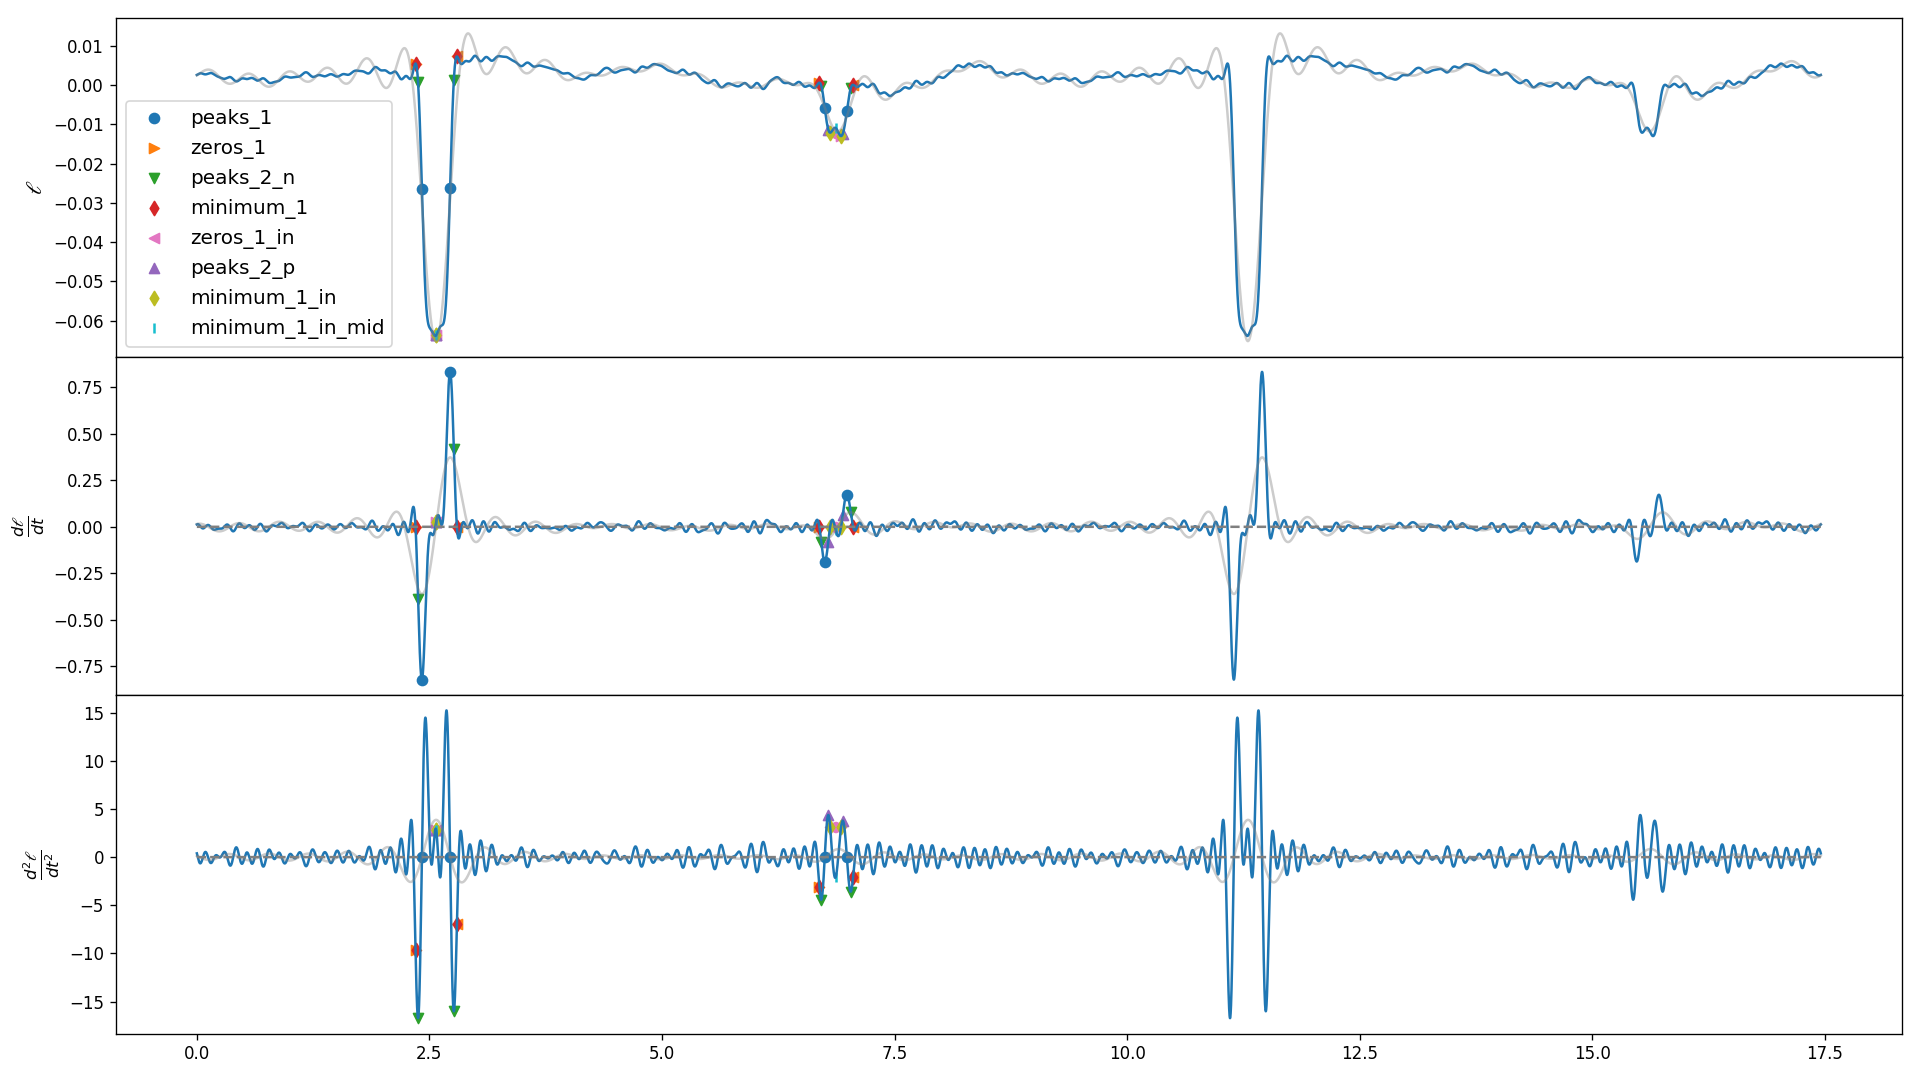 0.01
0.00
−0.01
−0.02
−0.03
−0.04
−0.05
−0.06
ℓ
peaks_1
zeros_1
peaks_2_n
minimum_1
zeros_1_in
peaks_2_p
minimum_1_in
minimum_1_in_mid
0.75
0.50
0.25
0.00
−0.25
−0.50
−0.75
dℓ
dt
15
10
5
0
−5
−10
−15
d²ℓ
dt²
0.0 2.5 5.0 7.5 10.0 12.5 15.0 17.5